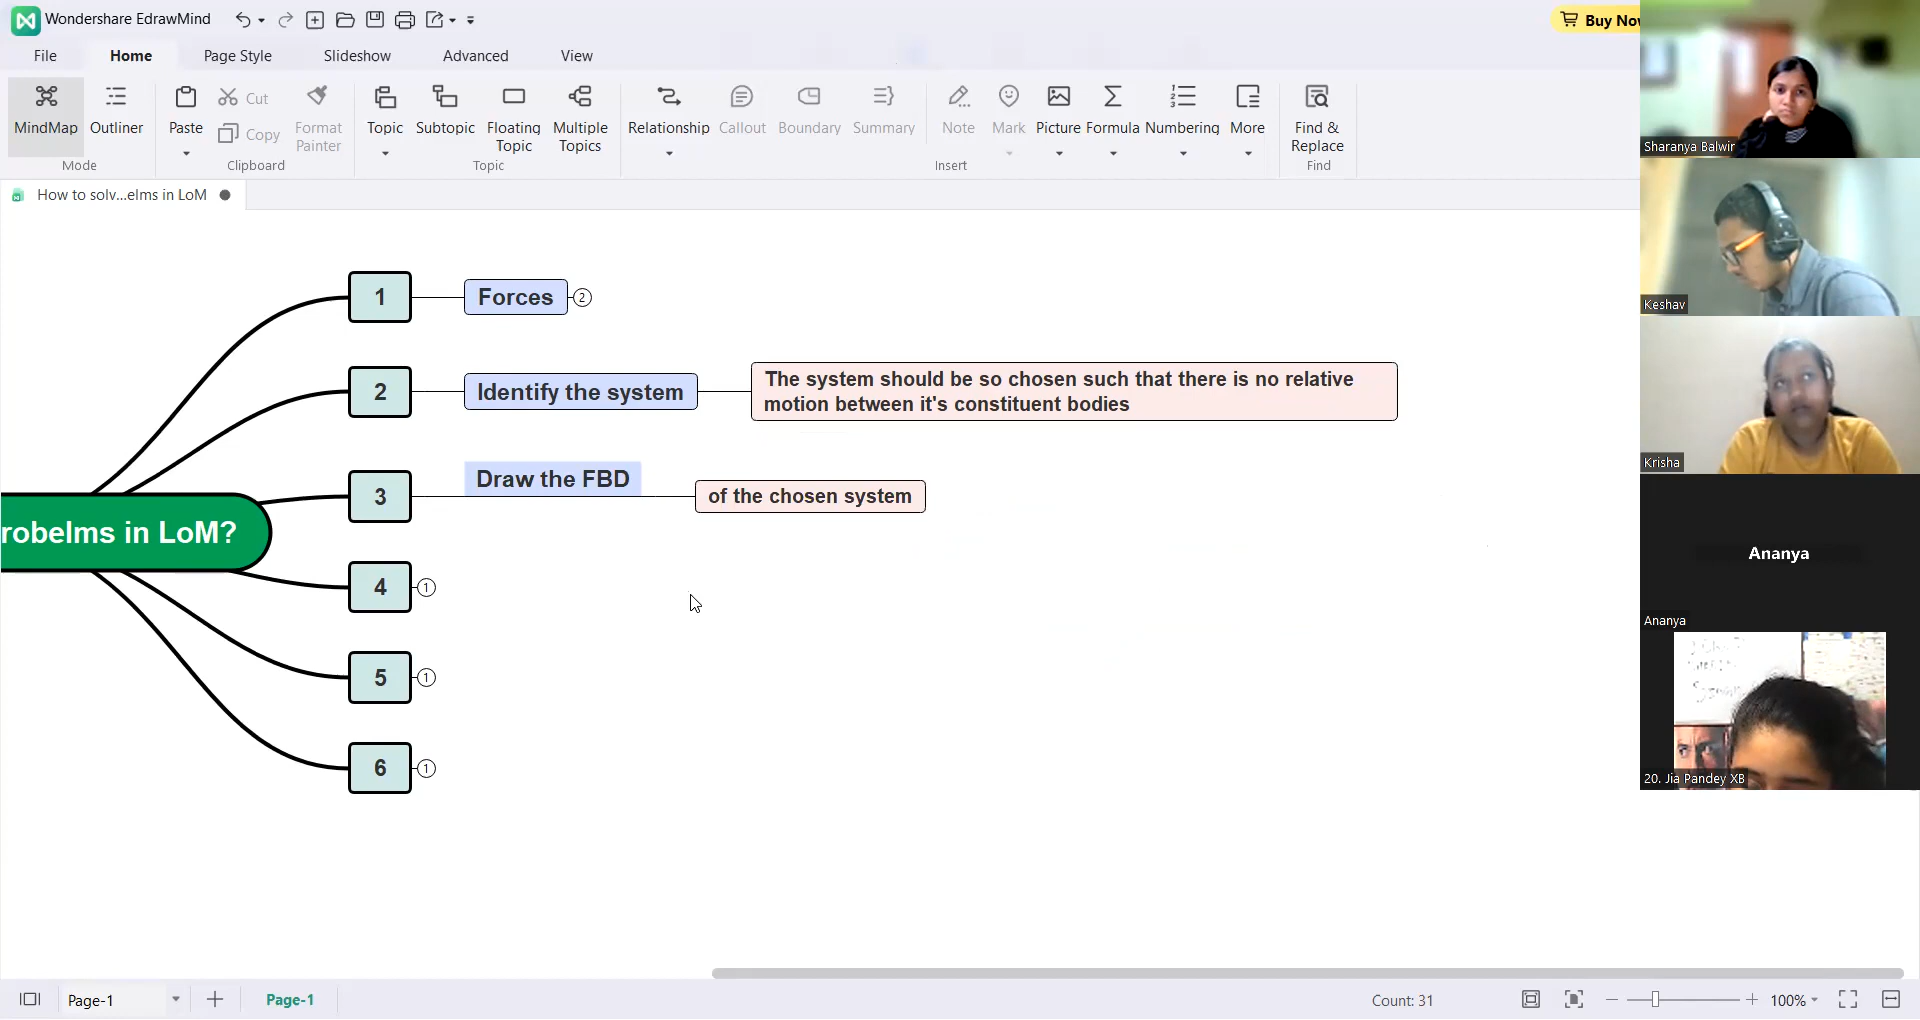 Wondershare EdrawMind
Buy Now
File
Home
Page Style
Slideshow
Advanced
View
MindMap
Outliner
Mode
Paste
Cut
Copy
Format
Painter
Clipboard
Topic
Subtopic
Floating
Topic
Multiple
Topics
Topic
Relationship
Callout
Boundary
Summary
Note
Mark
Picture
Formula
Numbering
More
Insert
Find &
Replace
Find
How to solv...elms in LoM
robelms in LoM?
1
Forces
2
2
Identify the system
The system should be so chosen such that there is no relative
motion between it's constituent bodies
3
Draw the FBD
of the chosen system
4
1
5
1
6
1
Sharanya Balwir
Keshav
Krisha
Ananya
Ananya
20. Jia Pandey XB
Page-1
Page-1
Count: 31
100%